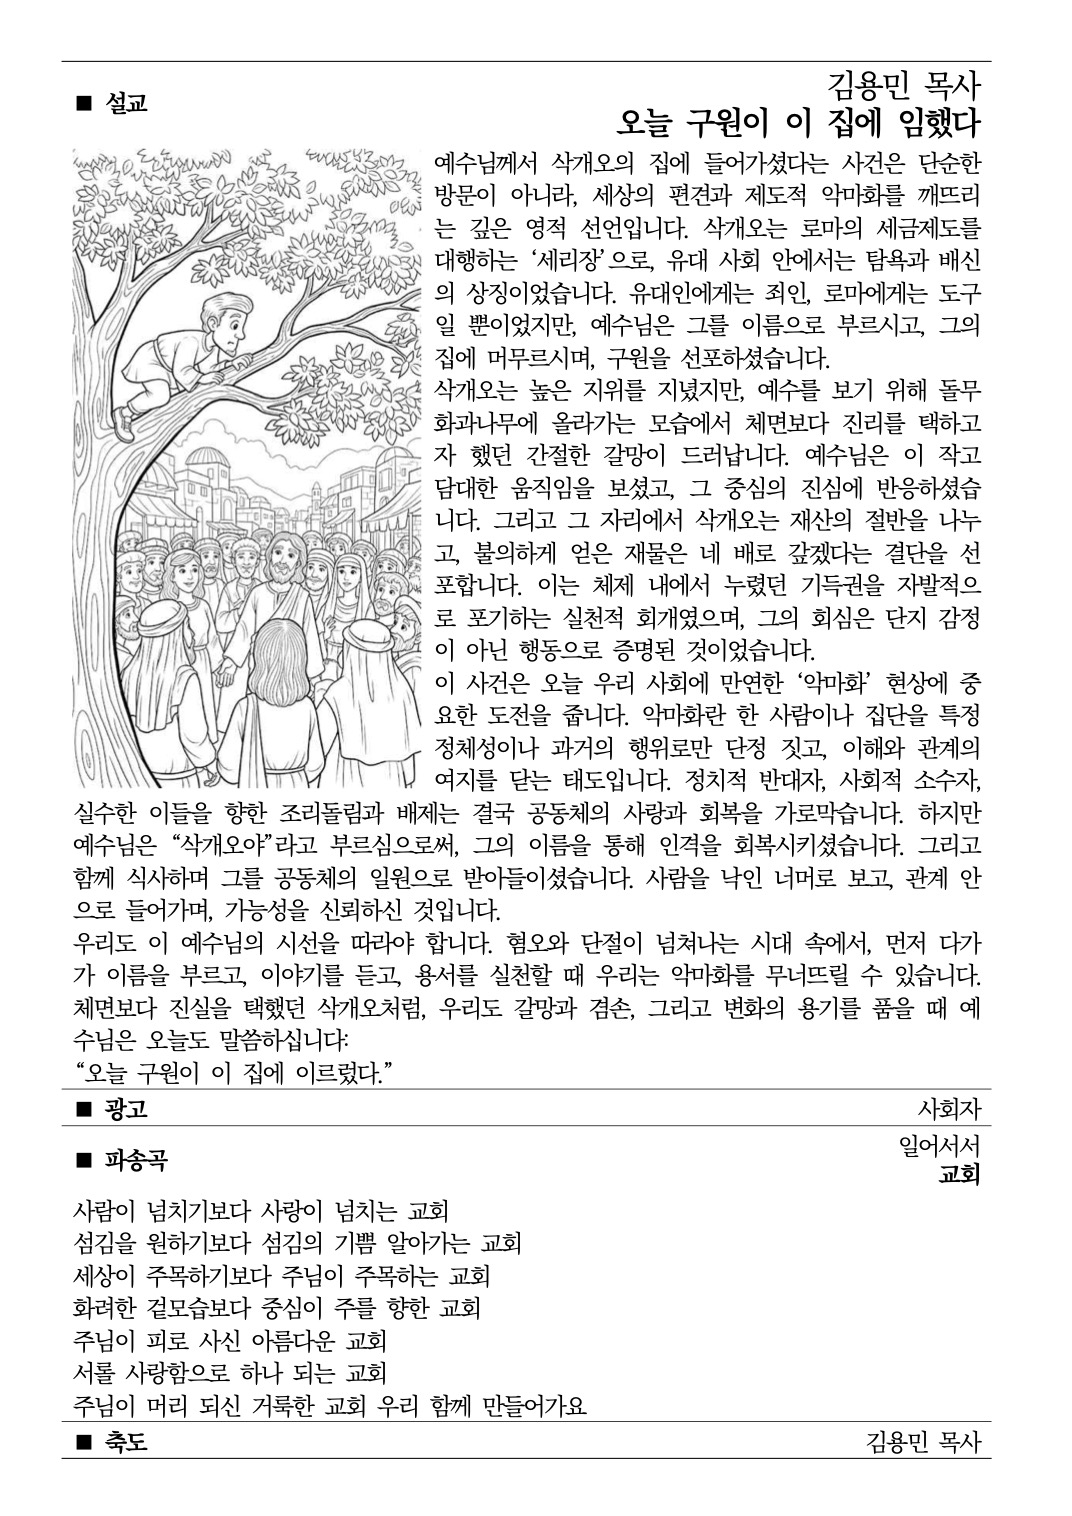 ■ 설교
김용민 목사
오늘 구원이 이 집에 임했다
예수님께서 삭개오의 집에 들어가셨다는 사건은 단순한
방문이 아니라, 세상의 편견과 제도적 악마화를 깨뜨리
는 깊은 영적 선언입니다. 삭개오는 로마의 세금제도를
대행하는 ‘세리장’으로, 유대 사회 안에서는 탐욕과 배신
의 상징이었습니다. 유대인에게는 죄인, 로마에게는 도구
일 뿐이었지만, 예수님은 그를 이름으로 부르시고, 그의
집에 머무르시며, 구원을 선포하셨습니다.
삭개오는 높은 지위를 지녔지만, 예수를 보기 위해 돌무
화과나무에 올라가는 모습에서 체면보다 진리를 택하고
자 했던 간절한 갈망이 드러납니다. 예수님은 이 작고
담대한 움직임을 보셨고, 그 중심의 진심에 반응하셨습
니다. 그리고 그 자리에서 삭개오는 재산의 절반을 나누
고, 불의하게 얻은 재물은 네 배로 갚겠다는 결단을 선
포합니다. 이는 체제 내에서 누렸던 기득권을 자발적으
로 포기하는 실천적 회개였으며, 그의 회심은 단지 감정
이 아닌 행동으로 증명된 것이었습니다.
이 사건은 오늘 우리 사회에 만연한 ‘악마화’ 현상에 중
요한 도전을 줍니다. 악마화란 한 사람이나 집단을 특정
정체성이나 과거의 행위로만 단정 짓고, 이해와 관계의
여지를 닫는 태도입니다. 정치적 반대자, 사회적 소수자,
실수한 이들을 향한 조리돌림과 배제는 결국 공동체의 사랑과 회복을 가로막습니다. 하지만
예수님은 “삭개오야”라고 부르심으로써, 그의 이름을 통해 인격을 회복시키셨습니다. 그리고
함께 식사하며 그를 공동체의 일원으로 받아들이셨습니다. 사람을 낙인 너머로 보고, 관계 안
으로 들어가며, 가능성을 신뢰하신 것입니다.
우리도 이 예수님의 시선을 따라야 합니다. 혐오와 단절이 넘쳐나는 시대 속에서, 먼저 다가
가 이름을 부르고, 이야기를 듣고, 용서를 실천할 때 우리는 악마화를 무너뜨릴 수 있습니다.
체면보다 진실을 택했던 삭개오처럼, 우리도 갈망과 겸손, 그리고 변화의 용기를 품을 때 예
수님은 오늘도 말씀하십니다:
“오늘 구원이 이 집에 이르렀다.”
■ 광고
사회자
■ 파송곡
일어서서
교회
사람이 넘치기보다 사랑이 넘치는 교회
섬김을 원하기보다 섬김의 기쁨 알아가는 교회
세상이 주목하기보다 주님이 주목하는 교회
화려한 겉모습보다 중심이 주를 향한 교회
주님이 피로 사신 아름다운 교회
서롤 사랑함으로 하나 되는 교회
주님이 머리 되신 거룩한 교회 우리 함께 만들어가요
■ 축도
김용민 목사